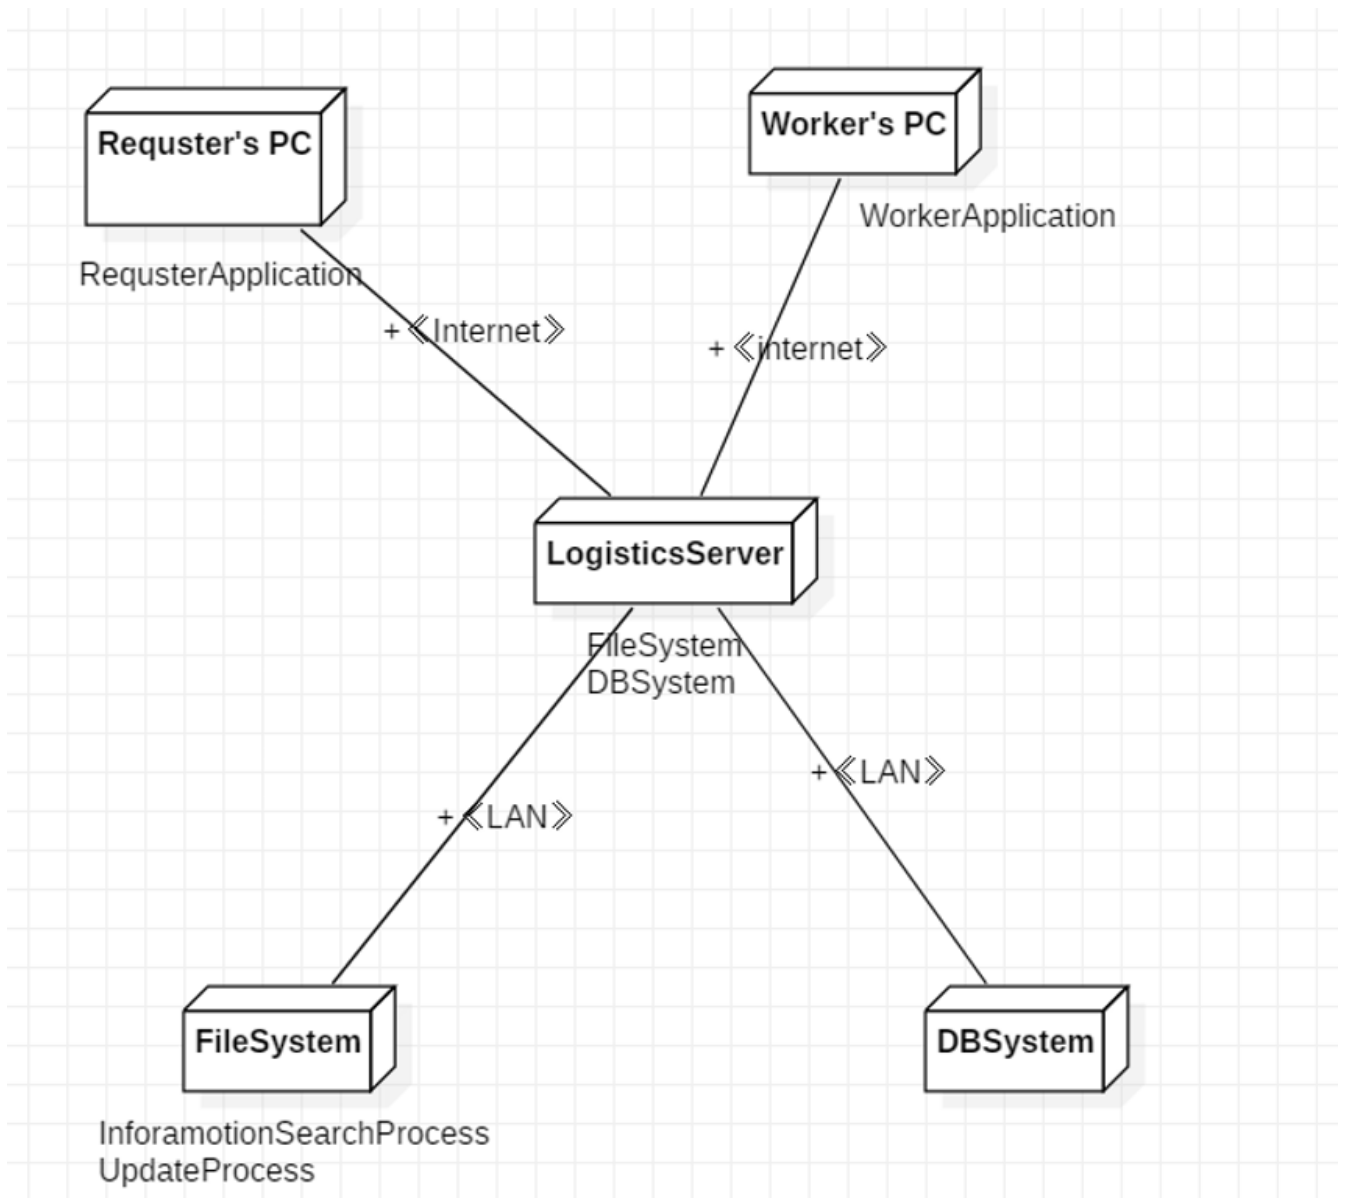 Requster's PC
Worker's PC
WorkerApplication
RequsterApplication
+ «Internet»
+ «internet»
LogisticsServer
FileSystem
DBSystem
+ «LAN»
+ «LAN»
FileSystem
DBSystem
InforamotionSearchProcess
UpdateProcess